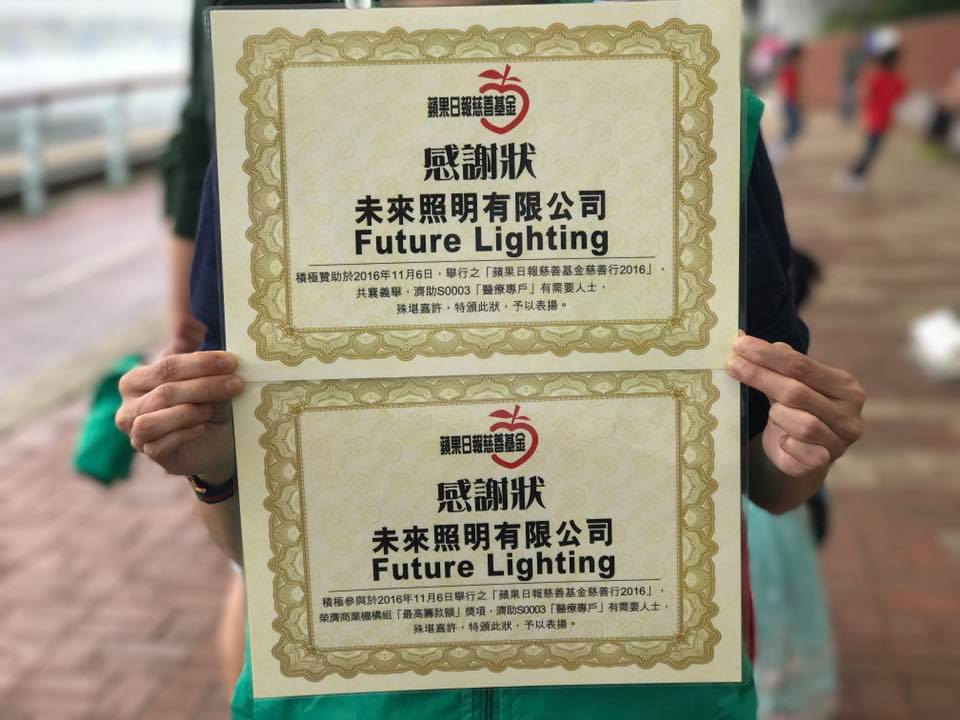 蘋果日報慈善基金
感謝狀
未來照明有限公司
Future Lighting
積極贊助於2016年11月6日，舉行之「蘋果日報慈善基金慈善行2016」，
共襄義舉，濟助S0003「醫療專戶」有需要人士，
殊堪嘉許，特頒此狀，予以表揚。
蘋果日報慈善基金
感謝狀
未來照明有限公司
Future Lighting
積極參與於2016年11月6日舉行之「蘋果日報慈善基金慈善行2016」，
榮膺商業機構組「最高籌款額」獎項，濟助S0003「醫療專戶」有需要人士，
殊堪嘉許，特頒此狀，予以表揚。